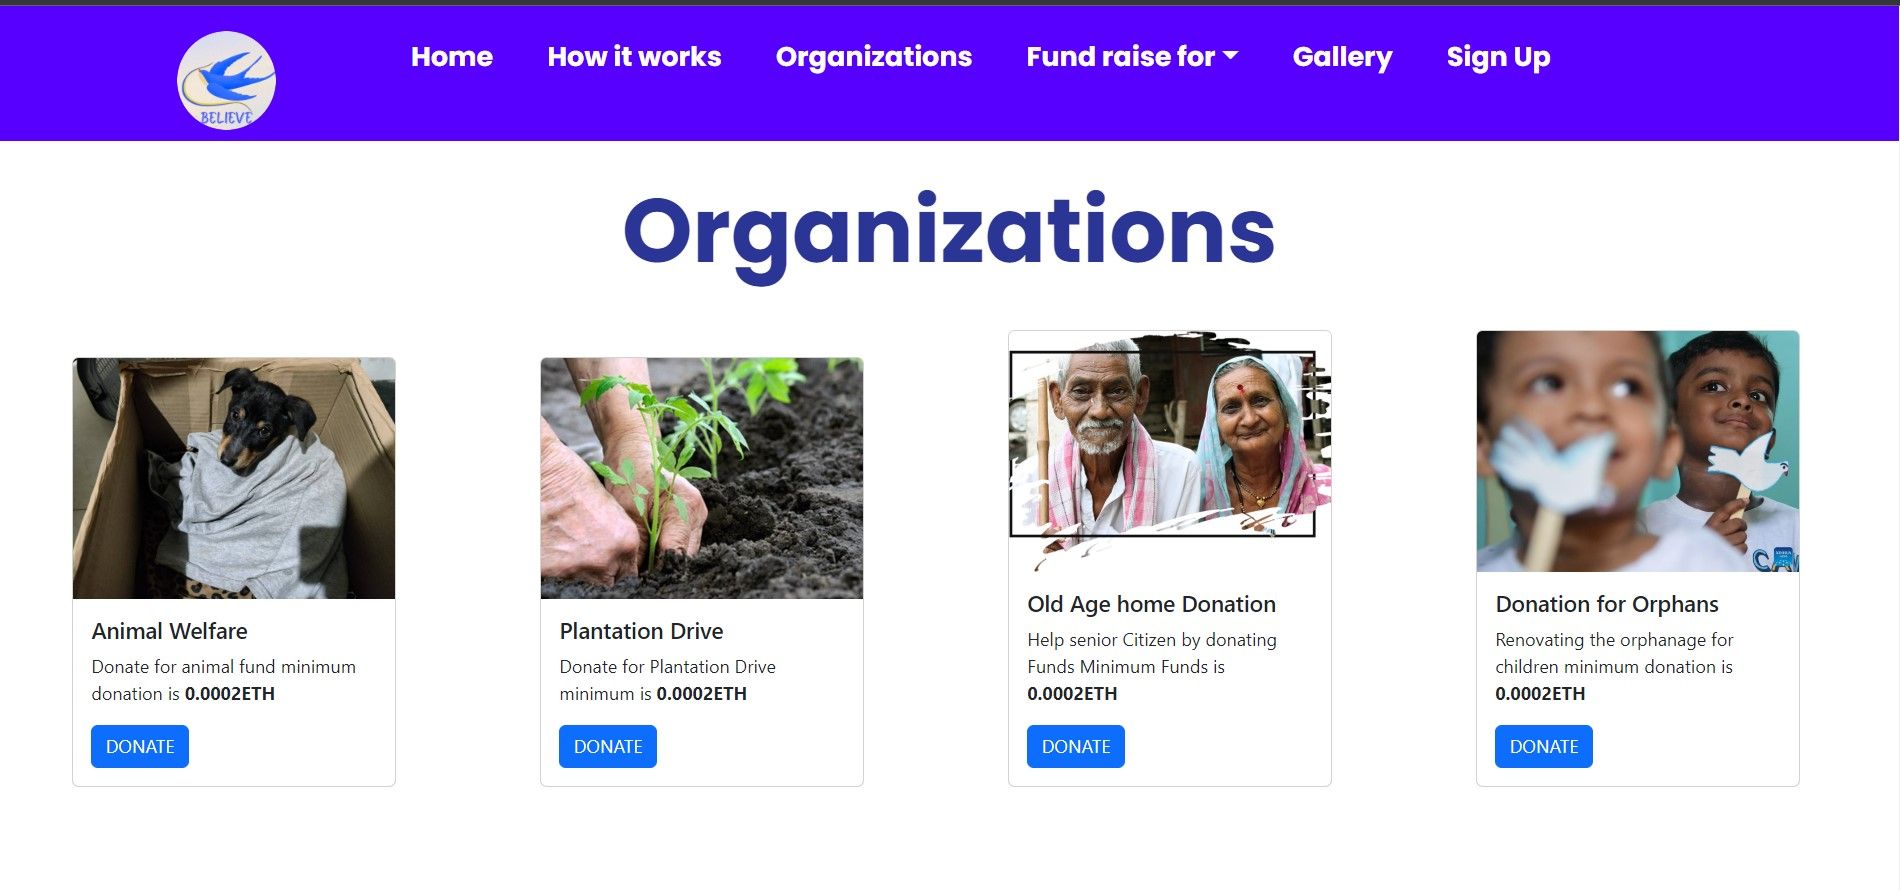 BELIEVE
Home
How it works
Organizations
Fund raise for
Gallery
Sign Up
Organizations
Animal Welfare
Donate for animal fund minimum
donation is 0.0002ETH
DONATE
Plantation Drive
Donate for Plantation Drive
minimum is 0.0002ETH
DONATE
Old Age home Donation
Help senior Citizen by donating
Funds Minimum Funds is
0.0002ETH
DONATE
Donation for Orphans
Renovating the orphanage for
children minimum donation is
0.0002ETH
DONATE